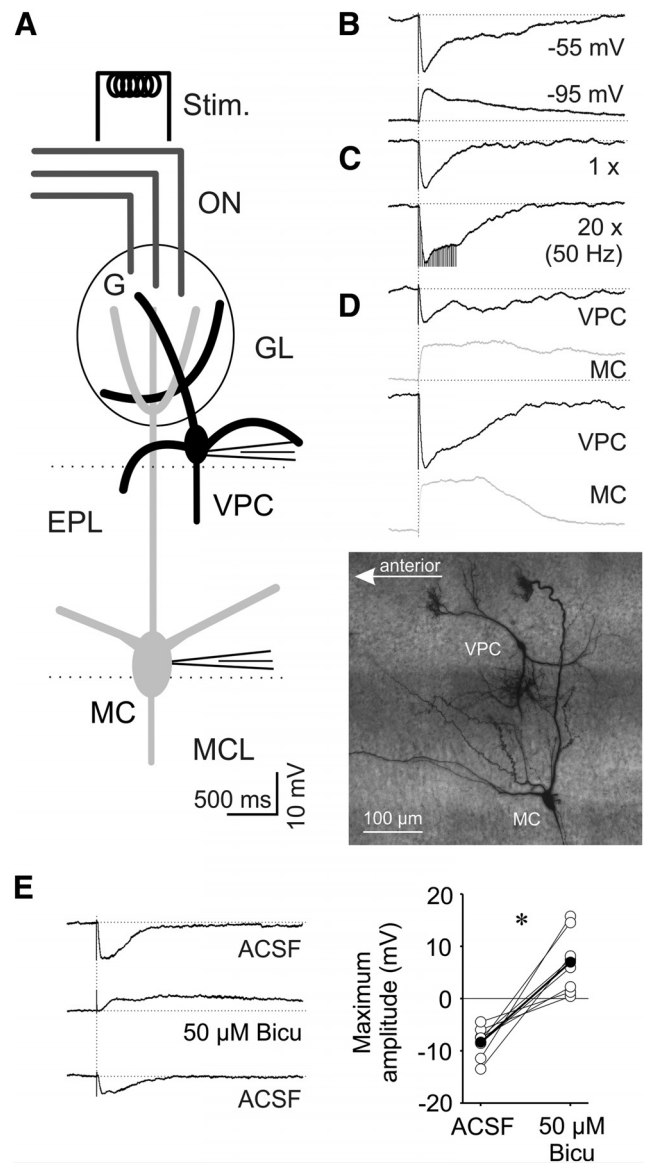 A
Stim.
ON
G
GL
VPC
EPL
MC
MCL
500 ms
10 mV
B
-55 mV
-95 mV
C
1 x
20 x
(50 Hz)
D
VPC
MC
VPC
MC
anterior
VPC
MC
100 µm
E
ACSF
50 µM Bicu
ACSF
Maximum
amplitude (mV)
20
10
0
-10
-20
*
ACSF
50 µM
Bicu